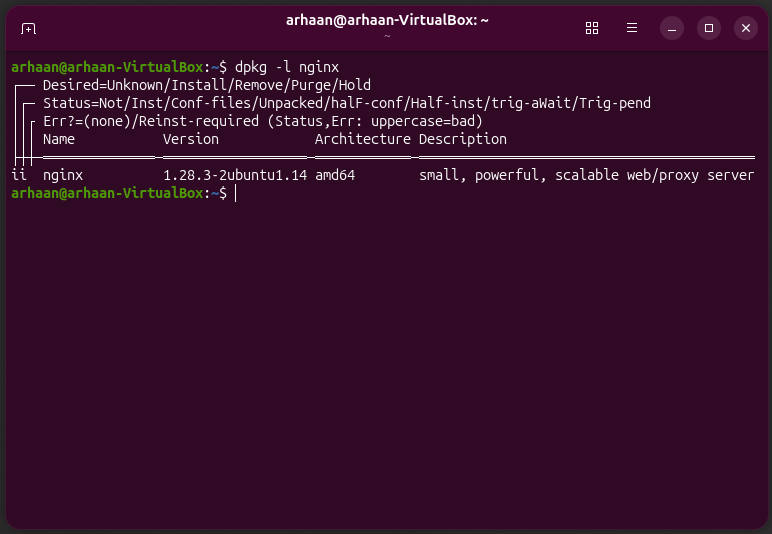 arhaan@arhaan-VirtualBox: ~
~
arhaan@arhaan-VirtualBox:~$ dpkg -l nginx
Desired=Unknown/Install/Remove/Purge/Hold
Status=Not/Inst/Conf-files/Unpacked/halF-conf/Half-inst/trig-aWait/Trig-pend
Err?=(none)/Reinst-required (Status,Err: uppercase=bad)
Name Version Architecture Description
ii nginx 1.28.3-2ubuntu1.14 amd64 small, powerful, scalable web/proxy server
arhaan@arhaan-VirtualBox:~$